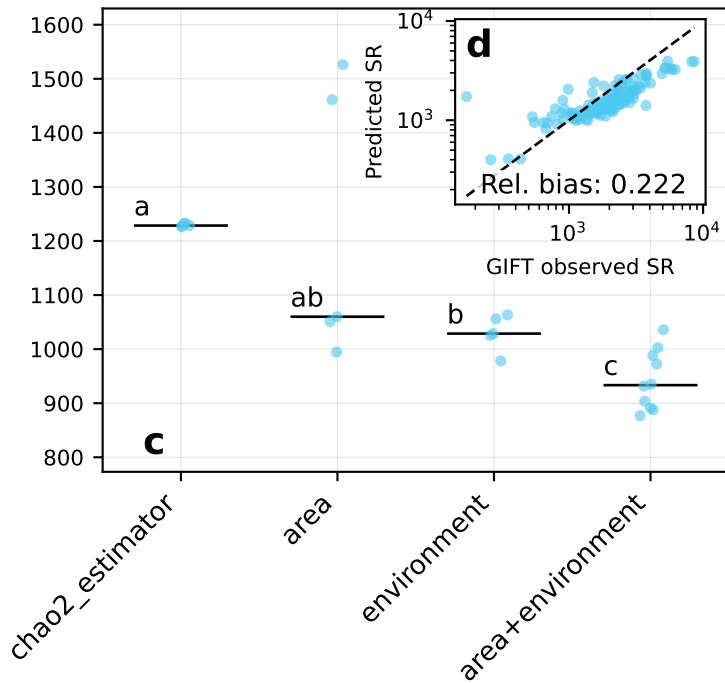 1600
1500
1400
1300
1200
1100
1000
900
800
a
ab
b
c
c
chao2_estimator
area
environment
area+environment
d
10^4
10^3
Predicted SR
Rel. bias: 0.222
10^3
10^4
GIFT observed SR